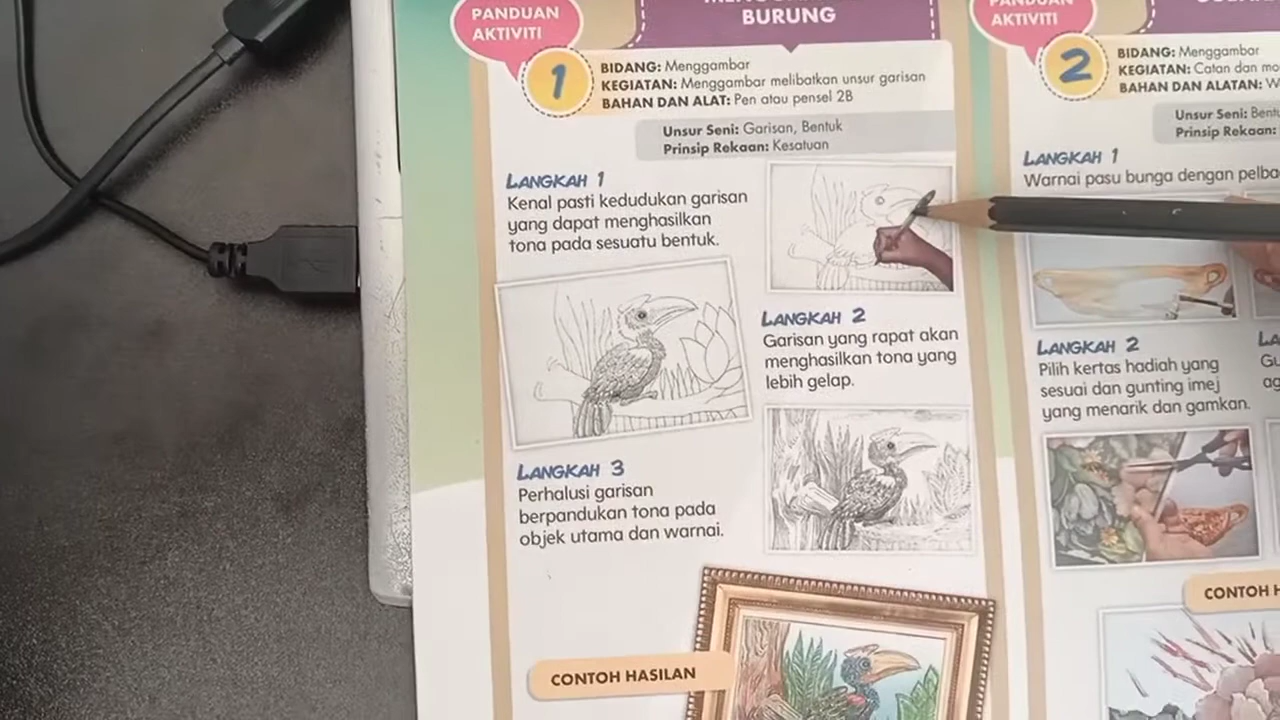 PANDUAN
AKTIVITI
BURUNG
1
BIDANG: Menggambar
KEGIATAN: Menggambar melibatkan unsur garisan
BAHAN DAN ALAT: Pen atau pensel 2B
Unsur Seni: Garisan, Bentuk
Prinsip Rekaan: Kesatuan
LANGKAH 1
Kenal pasti kedudukan garisan
yang dapat menghasilkan
tona pada sesuatu bentuk.
LANGKAH 2
Garisan yang rapat akan
menghasilkan tona yang
lebih gelap.
LANGKAH 3
Perhalusi garisan
berpandukan tona pada
objek utama dan warnai.
CONTOH HASILAN
PANDUAN
AKTIVITI
2
BIDANG: Menggambar
KEGIATAN: Catan dan
BAHAN DAN ALATAN:
Unsur Seni:
Prinsip Rekaan:
LANGKAH 1
Warnai pasu bunga dengan
LANGKAH 2
Pilih kertas hadiah yang
sesuai dan gunting imej
yang menarik dan gamkan.
CONTOH